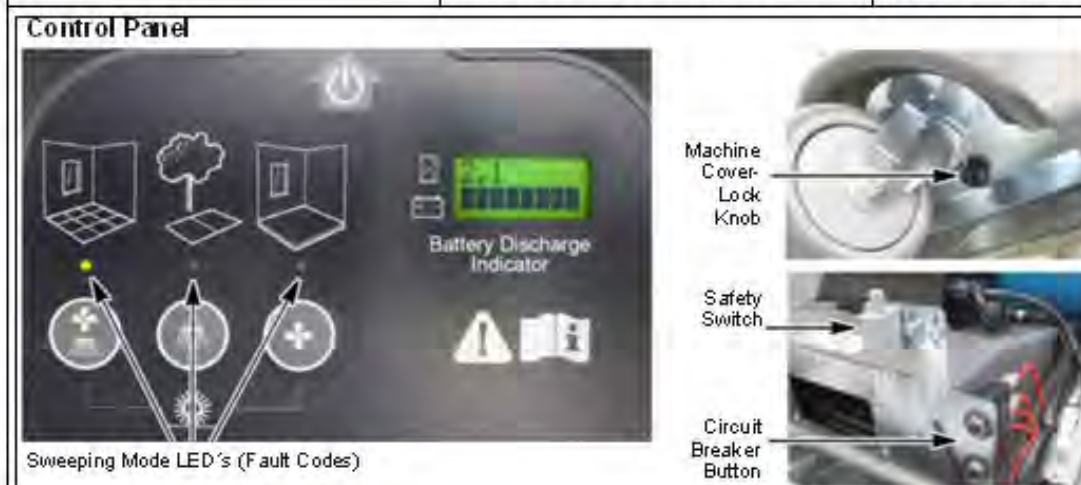 Control Panel
2.1
Battery Discharge
Indicator
i
Sweeping Mode LED´s (Fault Codes)
Machine
Cover-
Lock
Knob
Safety
Switch
Circuit
Breaker
Button